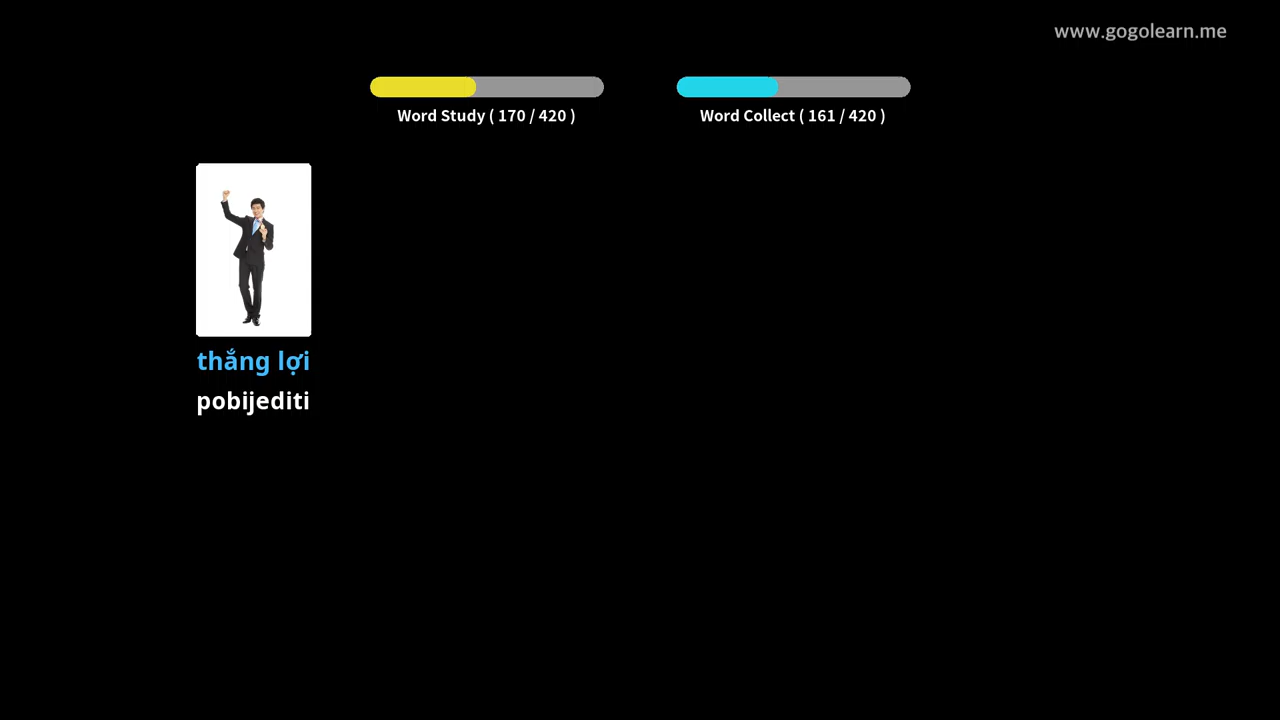 www.gogolearn.me
Word Study ( 170 / 420 )
Word Collect ( 161 / 420 )
thắng lợi
pobijediti